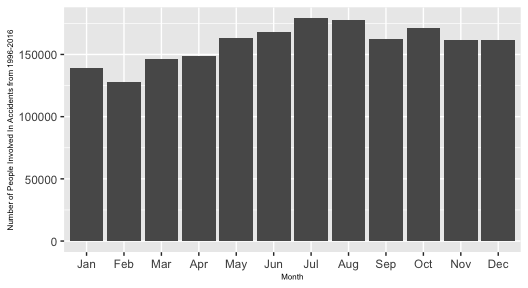 Number of People Involved In Accidents from 1996-2016
150000
100000
50000
0
Jan Feb Mar Apr May Jun Jul Aug Sep Oct Nov Dec
Month